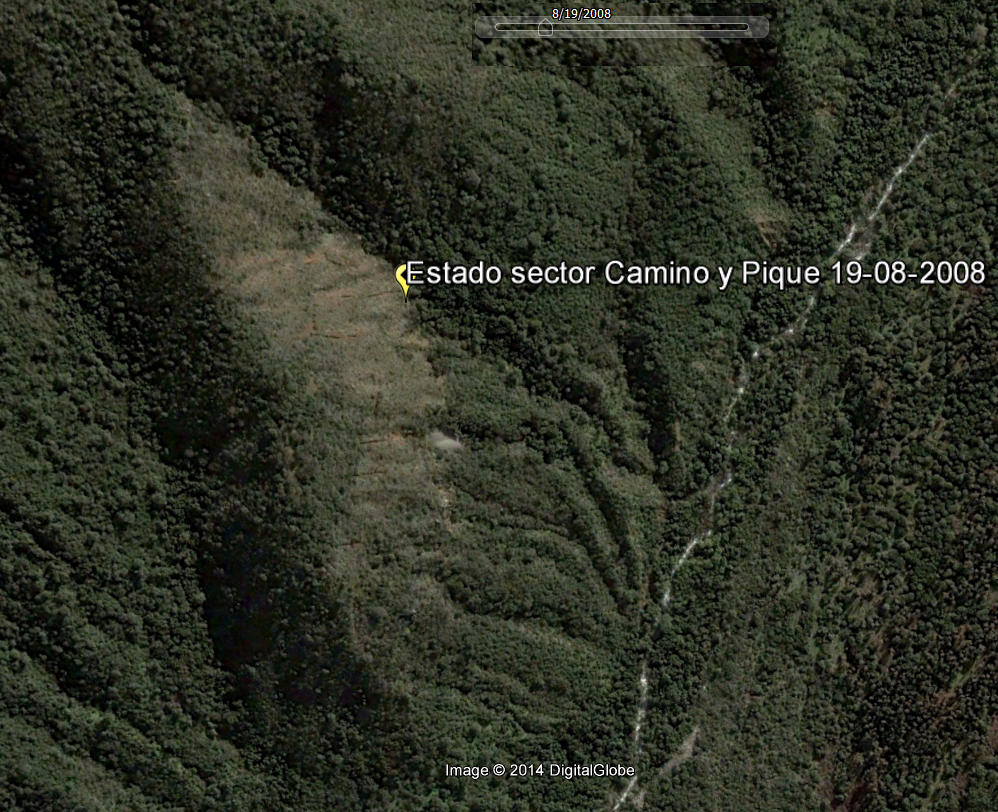 8/19/2008
Estado sector Camino y Pique 19-08-2008
Image © 2014 DigitalGlobe